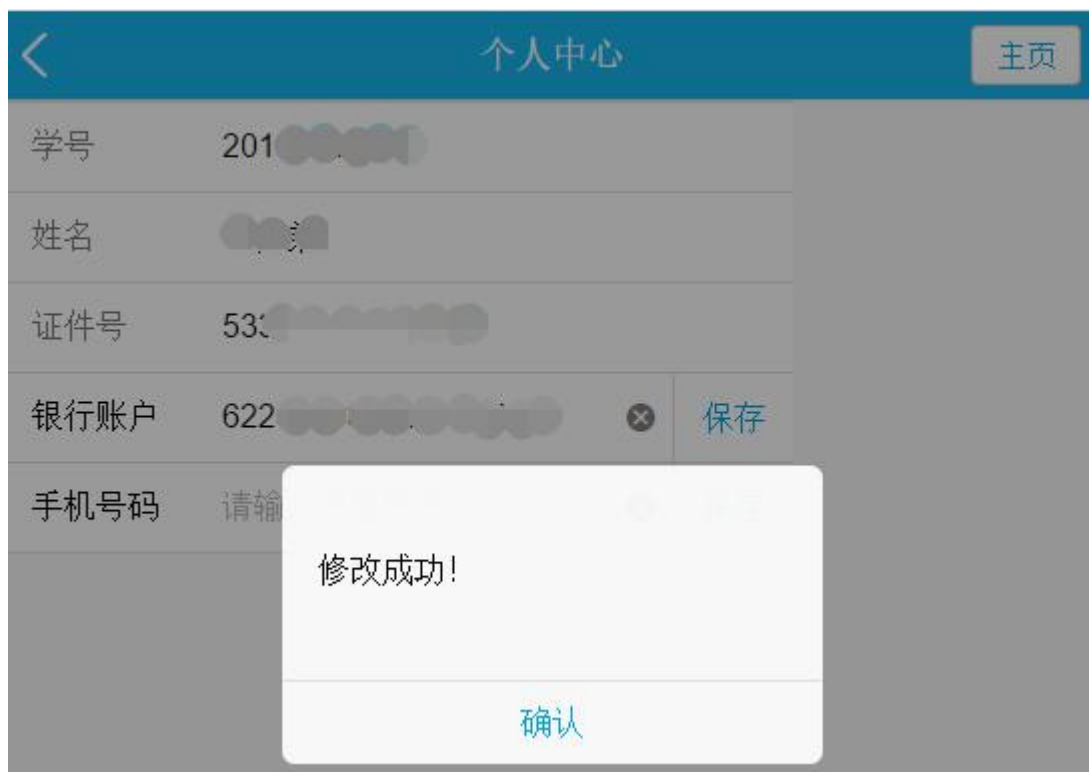 个人中心
主页
学号 201
姓名
证件号 533
银行账户 622 保存
手机号码 请输
修改成功!
确认